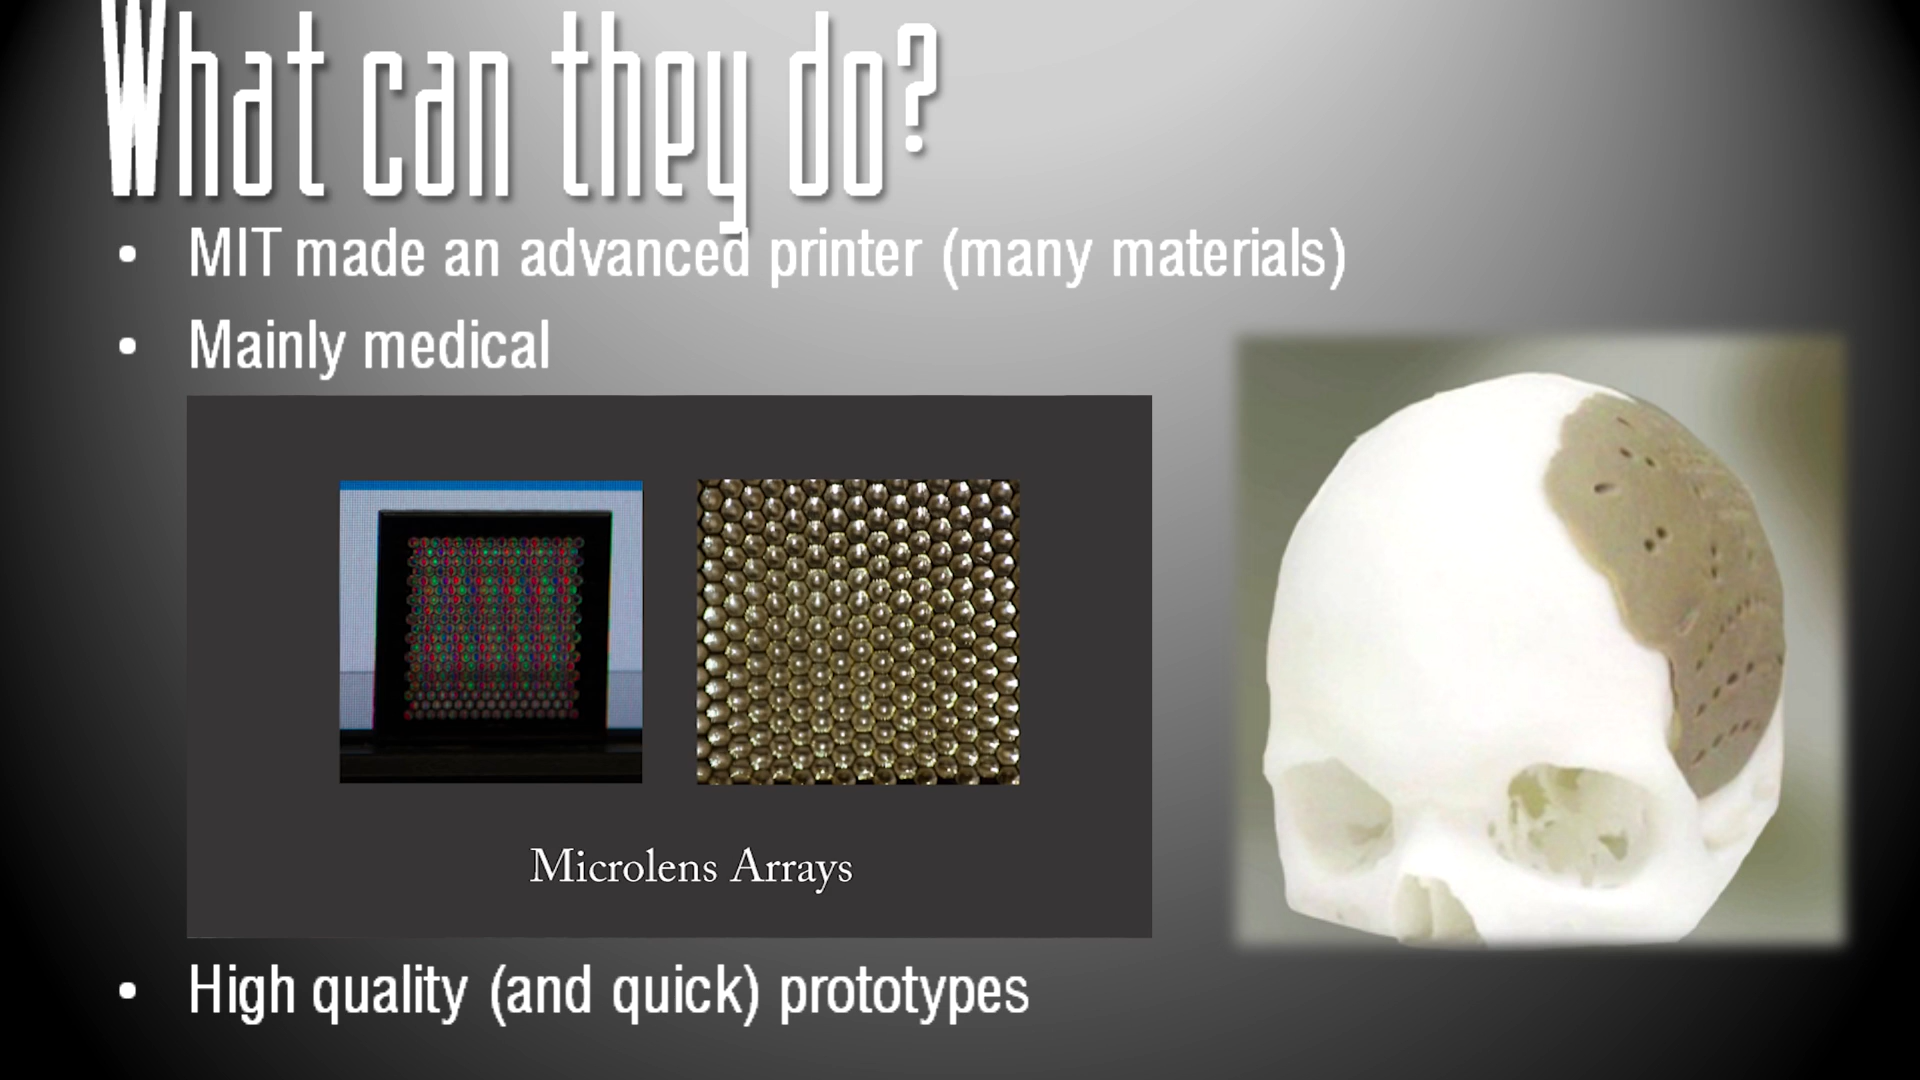 What can they do?
• MIT made an advanced printer (many materials)
• Mainly medical
Microlens Arrays
• High quality (and quick) prototypes